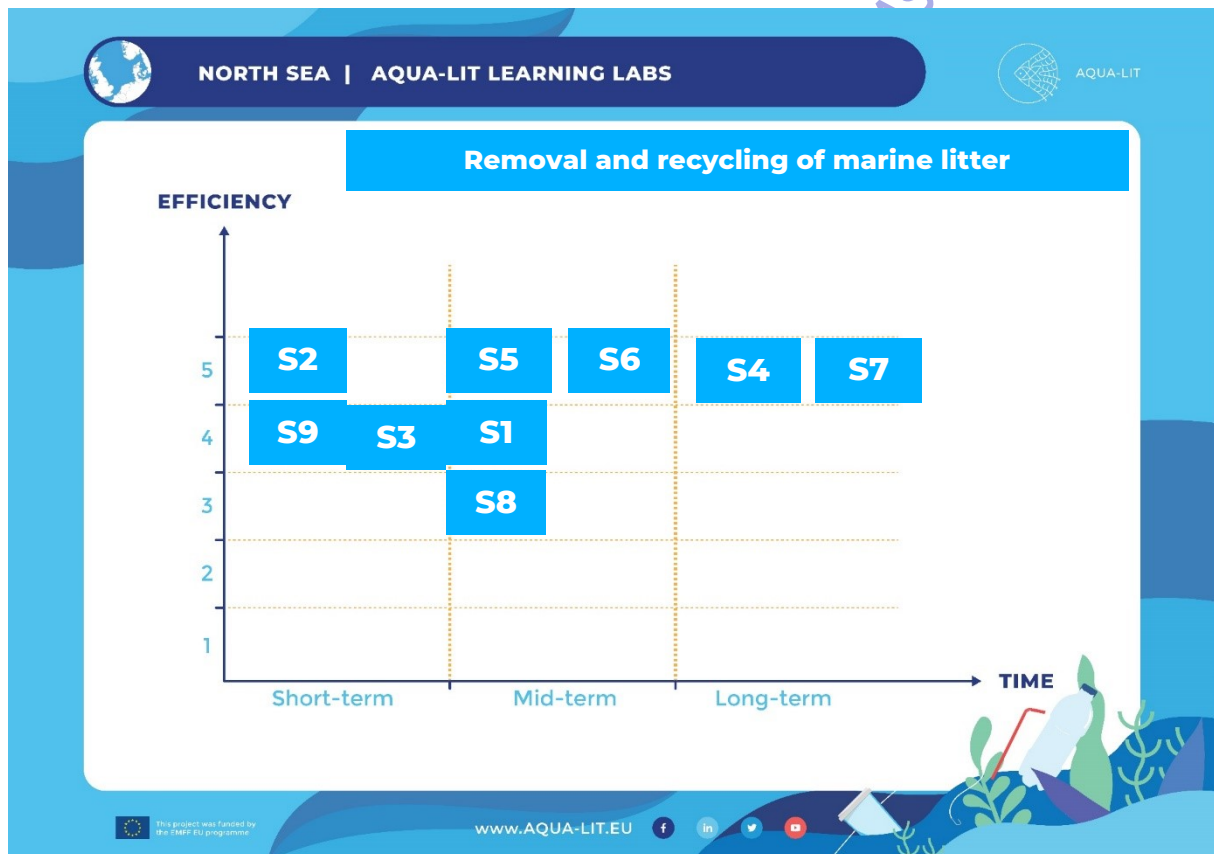 NORTH SEA | AQUA-LIT LEARNING LABS
AQUA-LIT
Removal and recycling of marine litter
EFFICIENCY
5
S2
S5
S6
S4
S7
4
S9
S3
S1
3
S8
2
1
TIME
Short-term
Mid-term
Long-term
This project was funded by
the EMFF EU programme
www.AQUA-LIT.EU